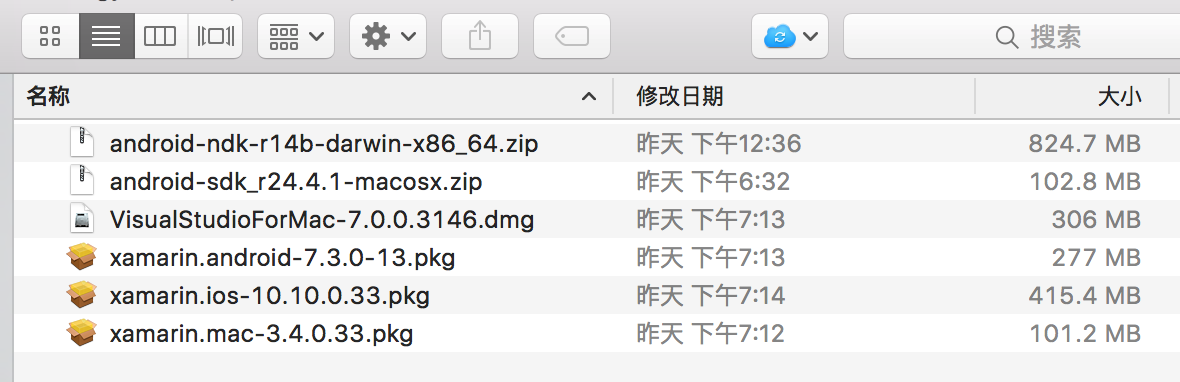 搜索
名称 修改日期 大小
android-ndk-r14b-darwin-x86_64.zip 昨天 下午12:36 824.7 MB
android-sdk_r24.4.1-macosx.zip 昨天 下午6:32 102.8 MB
VisualStudioForMac-7.0.0.3146.dmg 昨天 下午7:13 306 MB
xamarin.android-7.3.0-13.pkg 昨天 下午7:13 277 MB
xamarin.ios-10.10.0.33.pkg 昨天 下午7:14 415.4 MB
xamarin.mac-3.4.0.33.pkg 昨天 下午7:12 101.2 MB